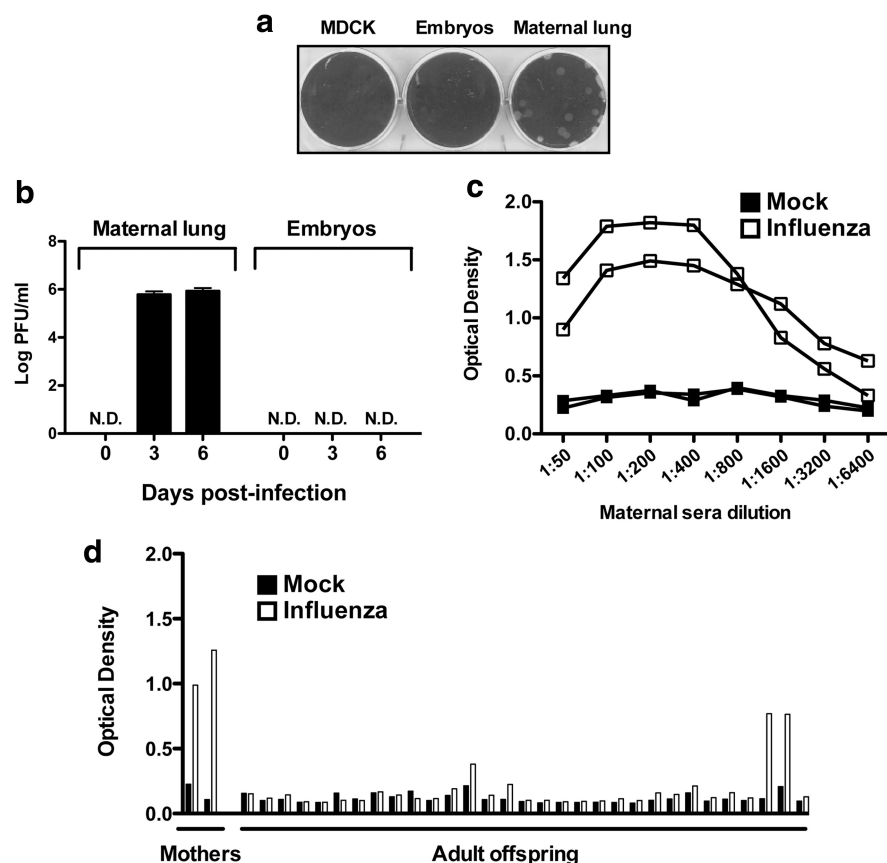 a
MDCK Embryos Maternal lung
b
Maternal lung Embryos
8
6
4
2
0
Log PFU/ml
N.D. N.D. N.D. N.D.
0 3 6 0 3 6
Days post-infection
c
2.0
1.5
1.0
0.5
0.0
Optical Density
Mock
Influenza
1:50 1:100 1:200 1:400 1:800 1:1600 1:3200 1:6400
Maternal sera dilution
d
2.0
1.5
1.0
0.5
0.0
Optical Density
Mock
Influenza
Mothers Adult offspring